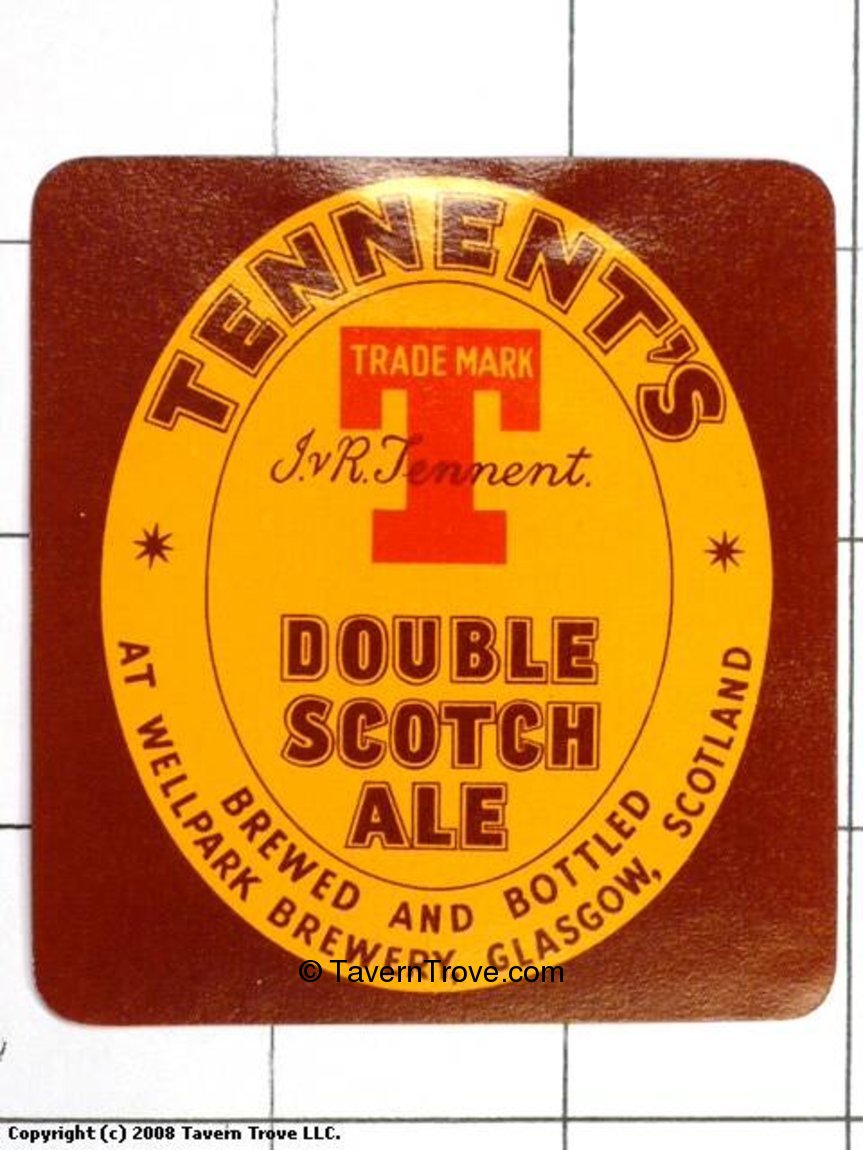 TENNENT'S
TRADE MARK
T
J.v R. Tennent.
DOUBLE
SCOTCH
ALE
BREWED AND BOTTLED
AT WELLPARK BREWERY, GLASGOW, SCOTLAND
© TavernTrove.com
Copyright (c) 2008 Tavern Trove LLC.